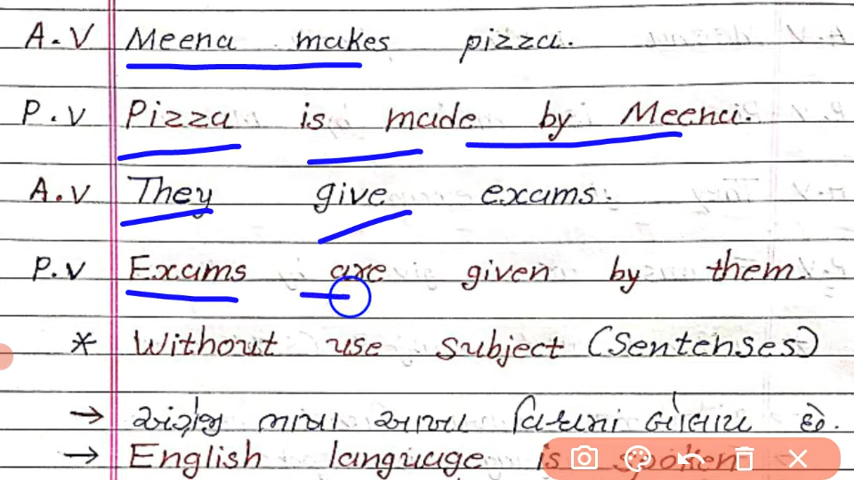 A.V Meena makes pizza.
P.V Pizza is made by Meena.
A.V They give exams.
P.V Exams are given by them.
* Without use subject (Sentenses)
→ અંગ્રેજી ભાષા આખા વિશ્વમાં બોલાય છે.
→ English language is spoken